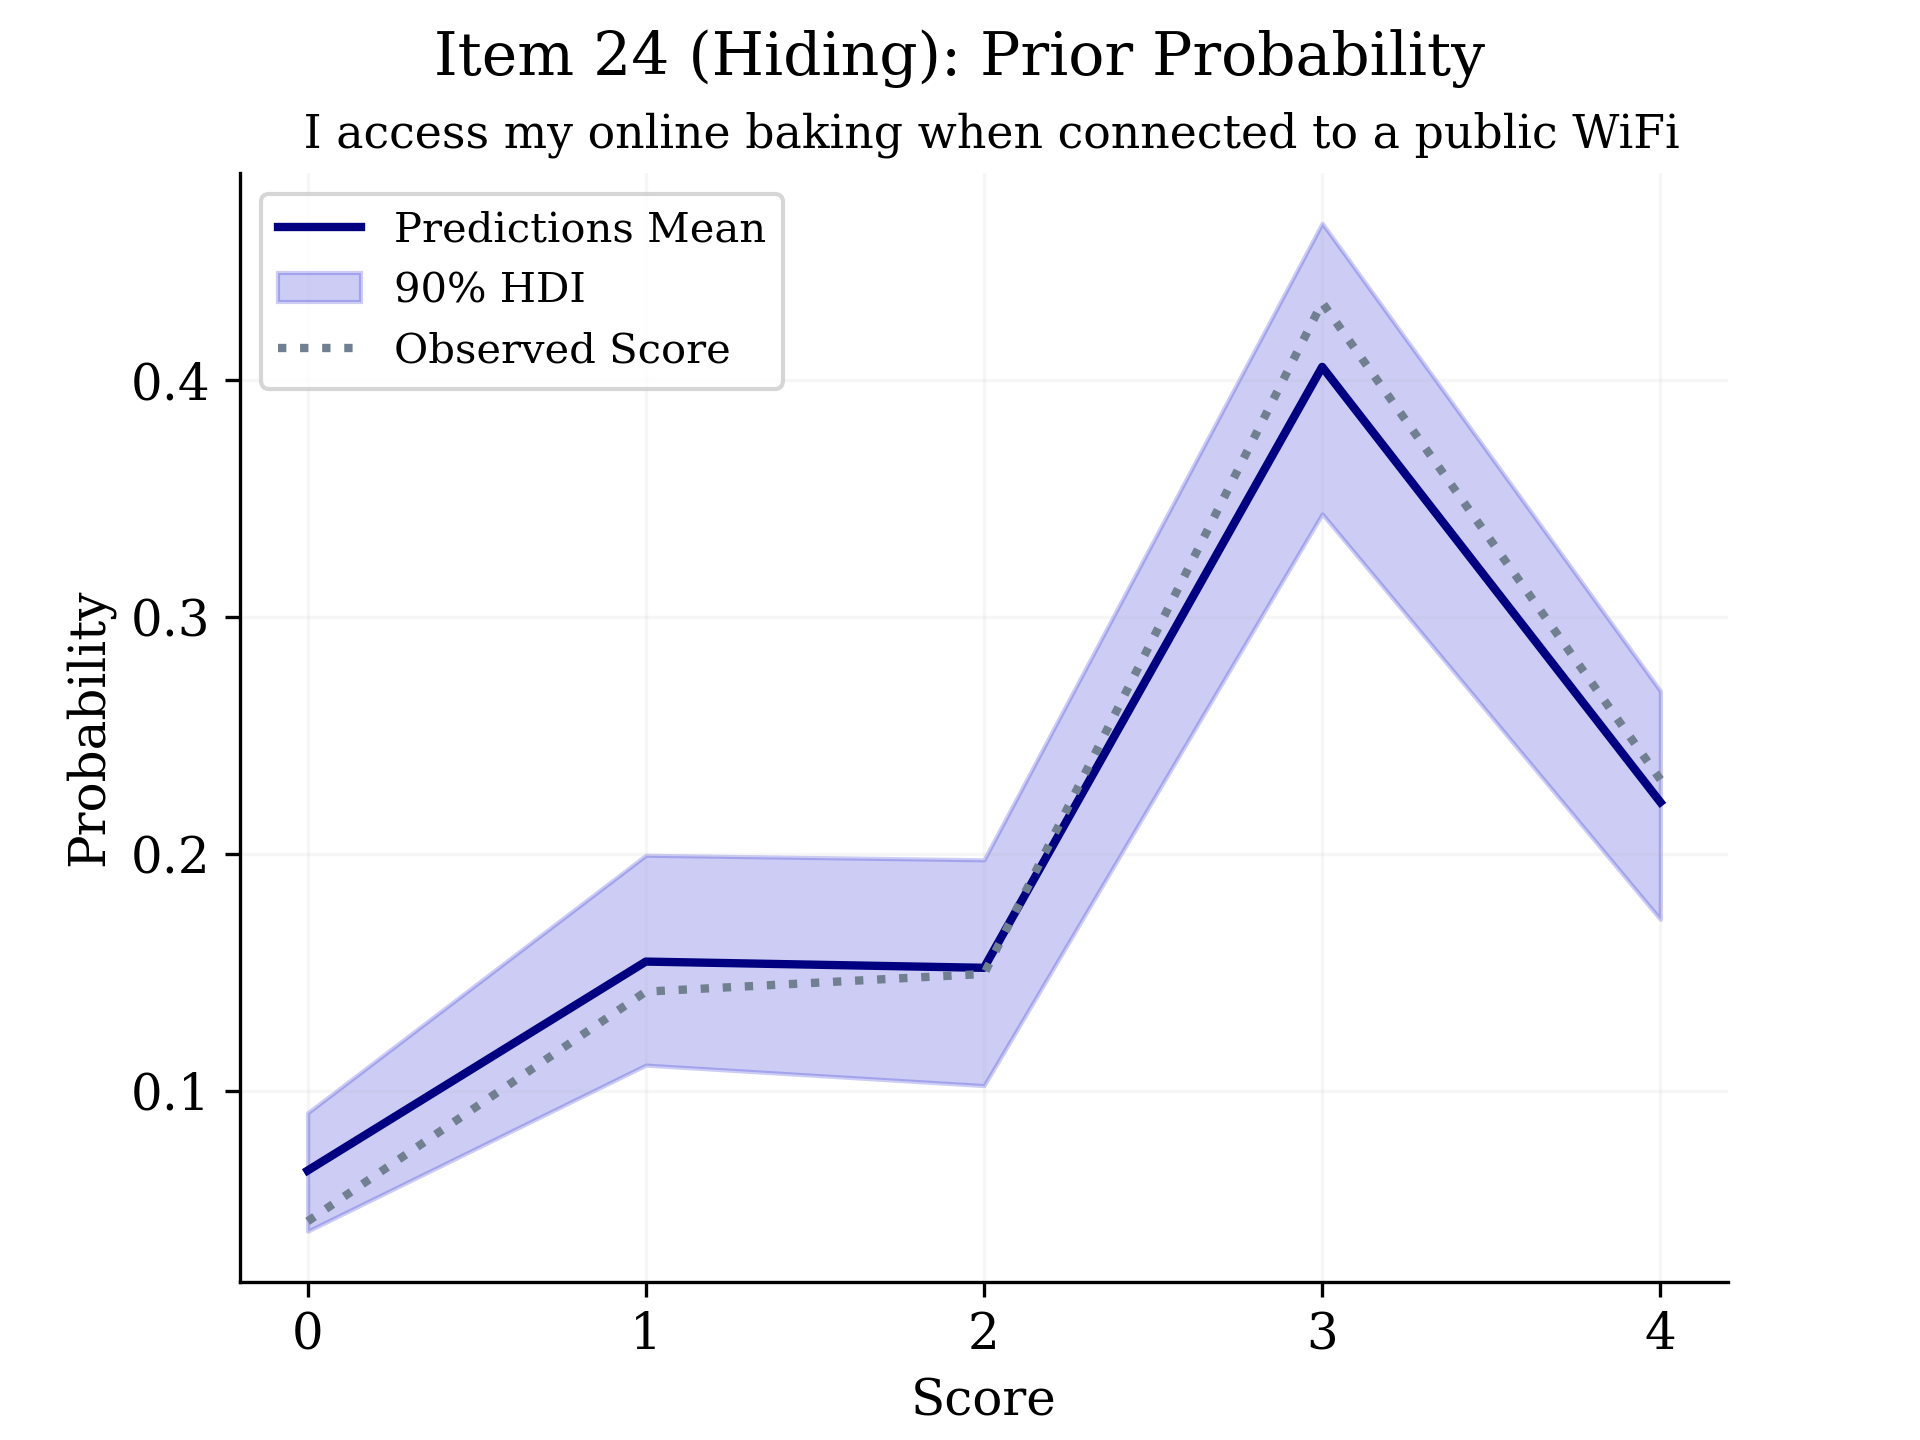 Item 24 (Hiding): Prior Probability
I access my online baking when connected to a public WiFi
Predictions Mean
90% HDI
Observed Score
0.4
0.3
0.2
0.1
Probability
0 1 2 3 4
Score